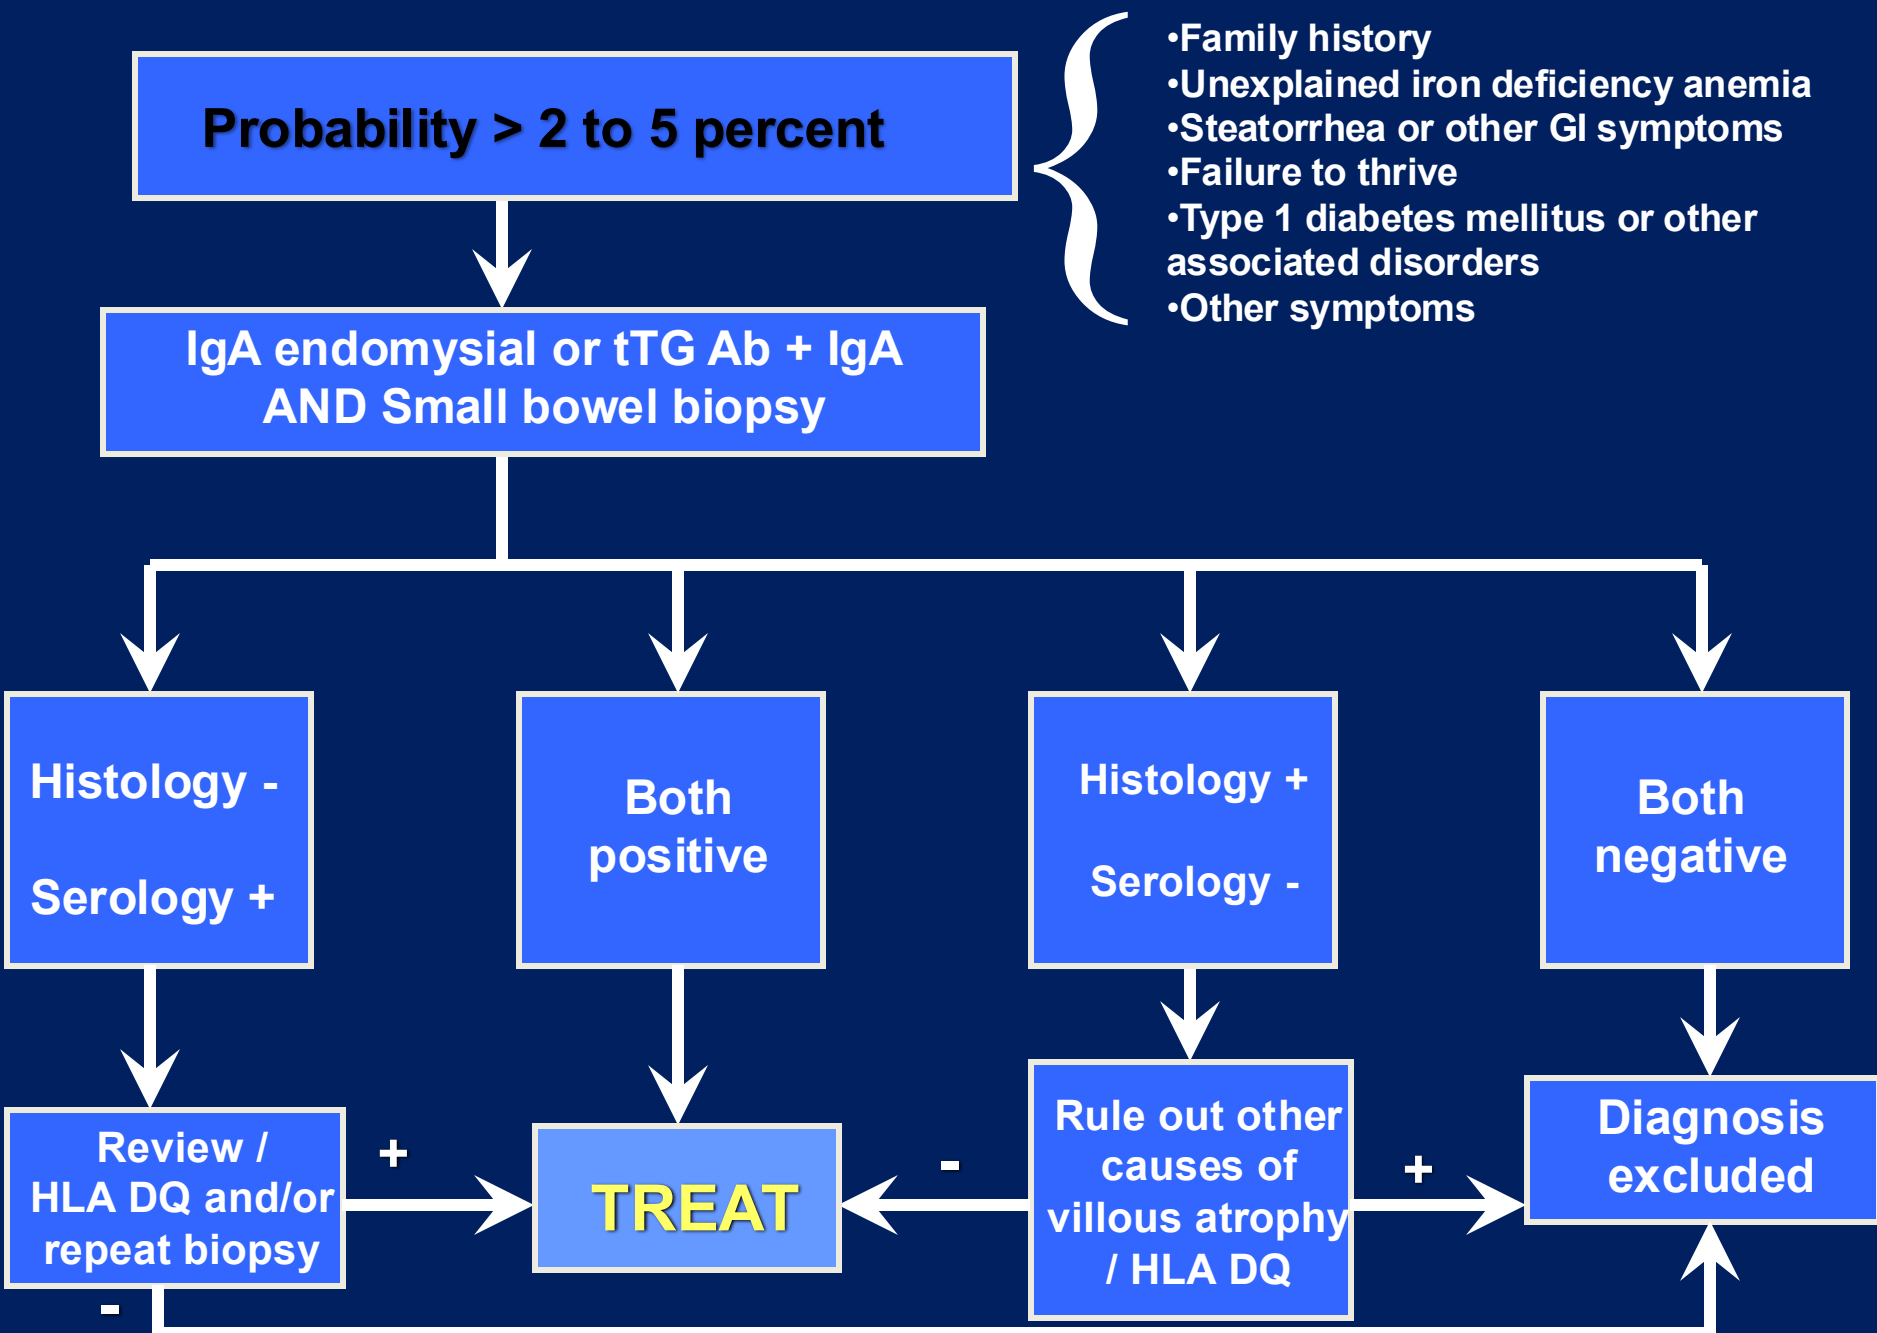 Probability > 2 to 5 percent
•Family history
•Unexplained iron deficiency anemia
•Steatorrhea or other GI symptoms
•Failure to thrive
•Type 1 diabetes mellitus or other
associated disorders
•Other symptoms
IgA endomysial or tTG Ab + IgA
AND Small bowel biopsy
Histology -
Serology +
Both
positive
Histology +
Serology -
Both
negative
Review /
HLA DQ and/or
repeat biopsy
+
-
TREAT
-
Rule out other
causes of
villous atrophy
/ HLA DQ
+
Diagnosis
excluded